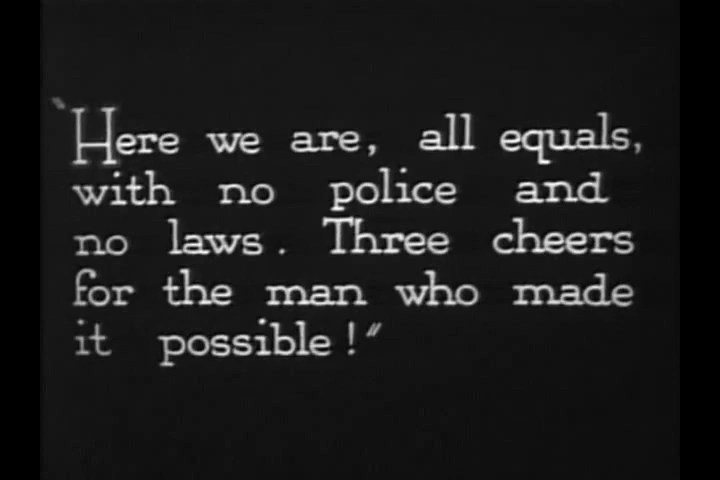 "Here we are, all equals,
with no police and
no laws. Three cheers
for the man who made
it possible!"